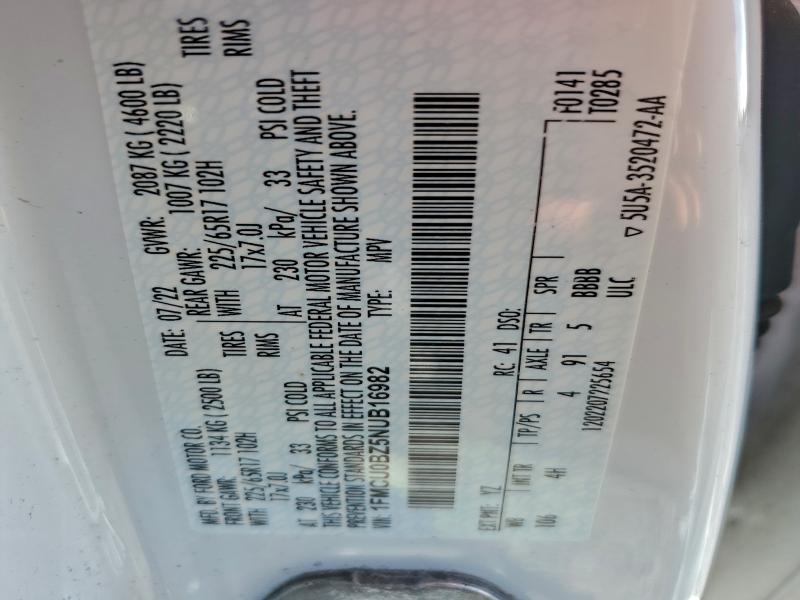 MFD. BY FORD MOTOR CO.
DATE: 07/22 GVWR: 2087 KG ( 4600 LB)
FRONT GAWR: 1134 KG ( 2500 LB) REAR GAWR: 1007 KG ( 2220 LB)
WITH 225/65R17 102H TIRES WITH 225/65R17 102H TIRES
17x7.0J RIMS 17x7.0J RIMS
AT 230 kPa/ 33 PSI COLD AT 230 kPa/ 33 PSI COLD
THIS VEHICLE CONFORMS TO ALL APPLICABLE FEDERAL MOTOR VEHICLE SAFETY AND THEFT
PREVENTION STANDARDS IN EFFECT ON THE DATE OF MANUFACTURE SHOWN ABOVE.
VIN: 1FMCU0BZ5NUB16982 TYPE: MPV
EXT PNT: YZ RC: 41 DSO: F0141
WB INT TR TP/PS R AXLE TR SPR T0285
106 4H 4 91 5 BBBB
1202207225654 ULC
▽ 5U5A-3520472-AA